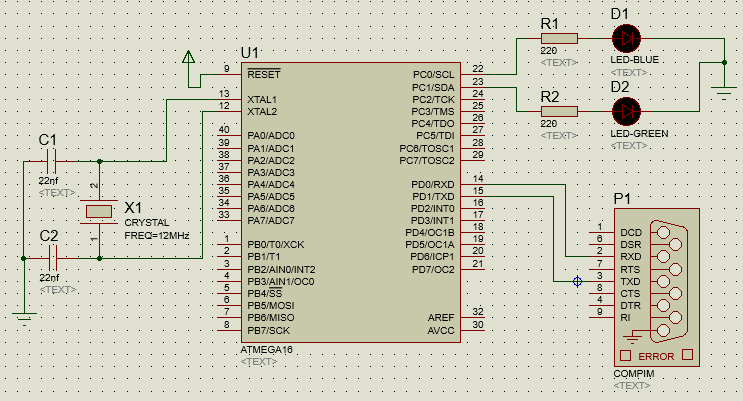 U1
9 RESET
13 XTAL1
12 XTAL2
40 PA0/ADC0
39 PA1/ADC1
38 PA2/ADC2
37 PA3/ADC3
36 PA4/ADC4
35 PA5/ADC5
34 PA6/ADC6
33 PA7/ADC7
1 PB0/T0/XCK
2 PB1/T1
3 PB2/AIN0/INT2
4 PB3/AIN1/OC0
5 PB4/SS
6 PB5/MOSI
7 PB6/MISO
8 PB7/SCK
PC0/SCL 22
PC1/SDA 23
PC2/TCK 24
PC3/TMS 25
PC4/TDO 26
PC5/TDI 27
PC6/TOSC1 28
PC7/TOSC2 29
PD0/RXD 14
PD1/TXD 15
PD2/INT0 16
PD3/INT1 17
PD4/OC1B 18
PD5/OC1A 19
PD6/ICP1 20
PD7/OC2 21
AREF 32
AVCC 30
ATMEGA16
<TEXT>
C1
22nf
<TEXT>
2
X1
CRYSTAL
FREQ=12MHz
1
C2
22nf
<TEXT>
R1
220
<TEXT>
D1
LED-BLUE
<TEXT>
R2
220
<TEXT>
D2
LED-GREEN
<TEXT>
P1
1 DCD
6 DSR
2 RXD
7 RTS
3 TXD
8 CTS
4 DTR
9 RI
ERROR
COMPIM
<TEXT>